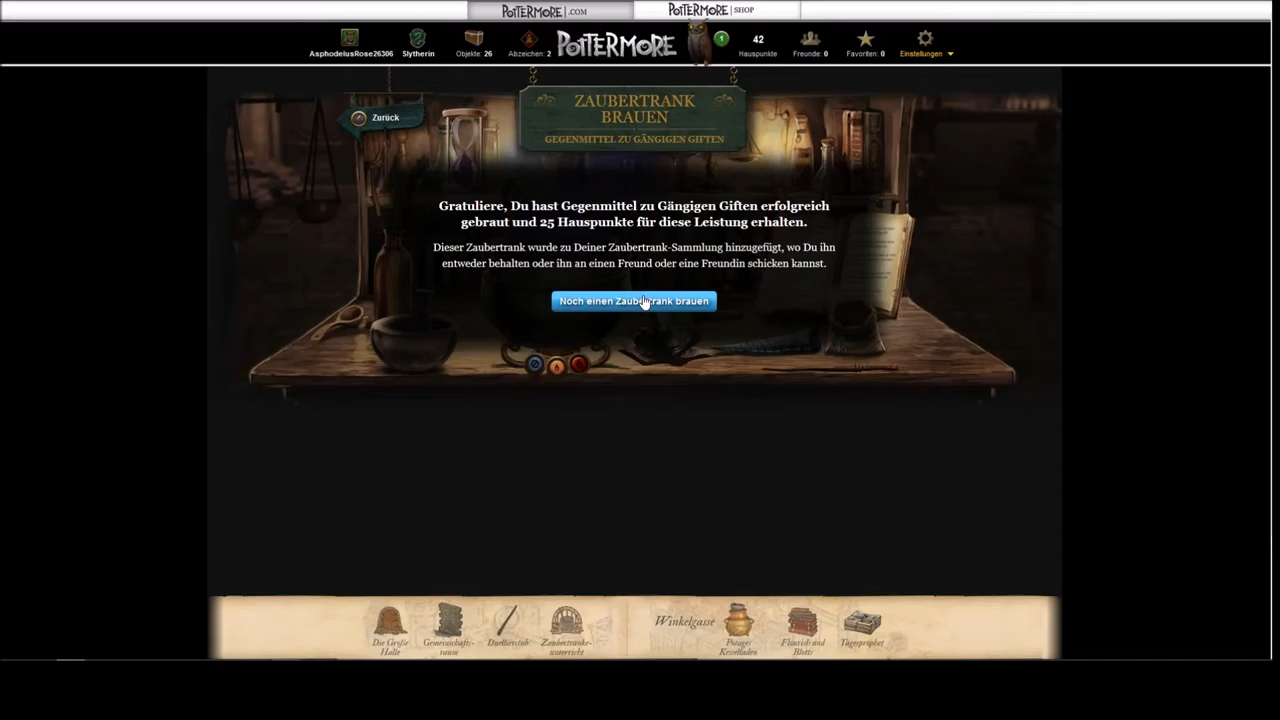 POTTERMORE .COM
POTTERMORE SHOP
AsphodelusRose26306
Slytherin
Objekte: 26
Abzeichen: 2
POTTERMORE
1
42
Hauspunkte
Freunde: 0
Favoriten: 0
Einstellungen
Zurück
ZAUBERTRANK
BRAUEN
GEGENMITTEL ZU GÄNGIGEN GIFTEN
Gratuliere, Du hast Gegenmittel zu Gängigen Giften erfolgreich
gebraut und 25 Hauspunkte für diese Leistung erhalten.
Dieser Zaubertrank wurde zu Deiner Zaubertrank-Sammlung hinzugefügt, wo Du ihn
entweder behalten oder ihn an einen Freund oder eine Freundin schicken kannst.
Noch einen Zaubertrank brauen
6
Die Große
Halle
Gemeinschafts-
raum
Duellierclub
Zaubertranke-
unterricht
Winkelgasse
Potages
Kesselladen
Flourish und
Blotts
Tagesprophet